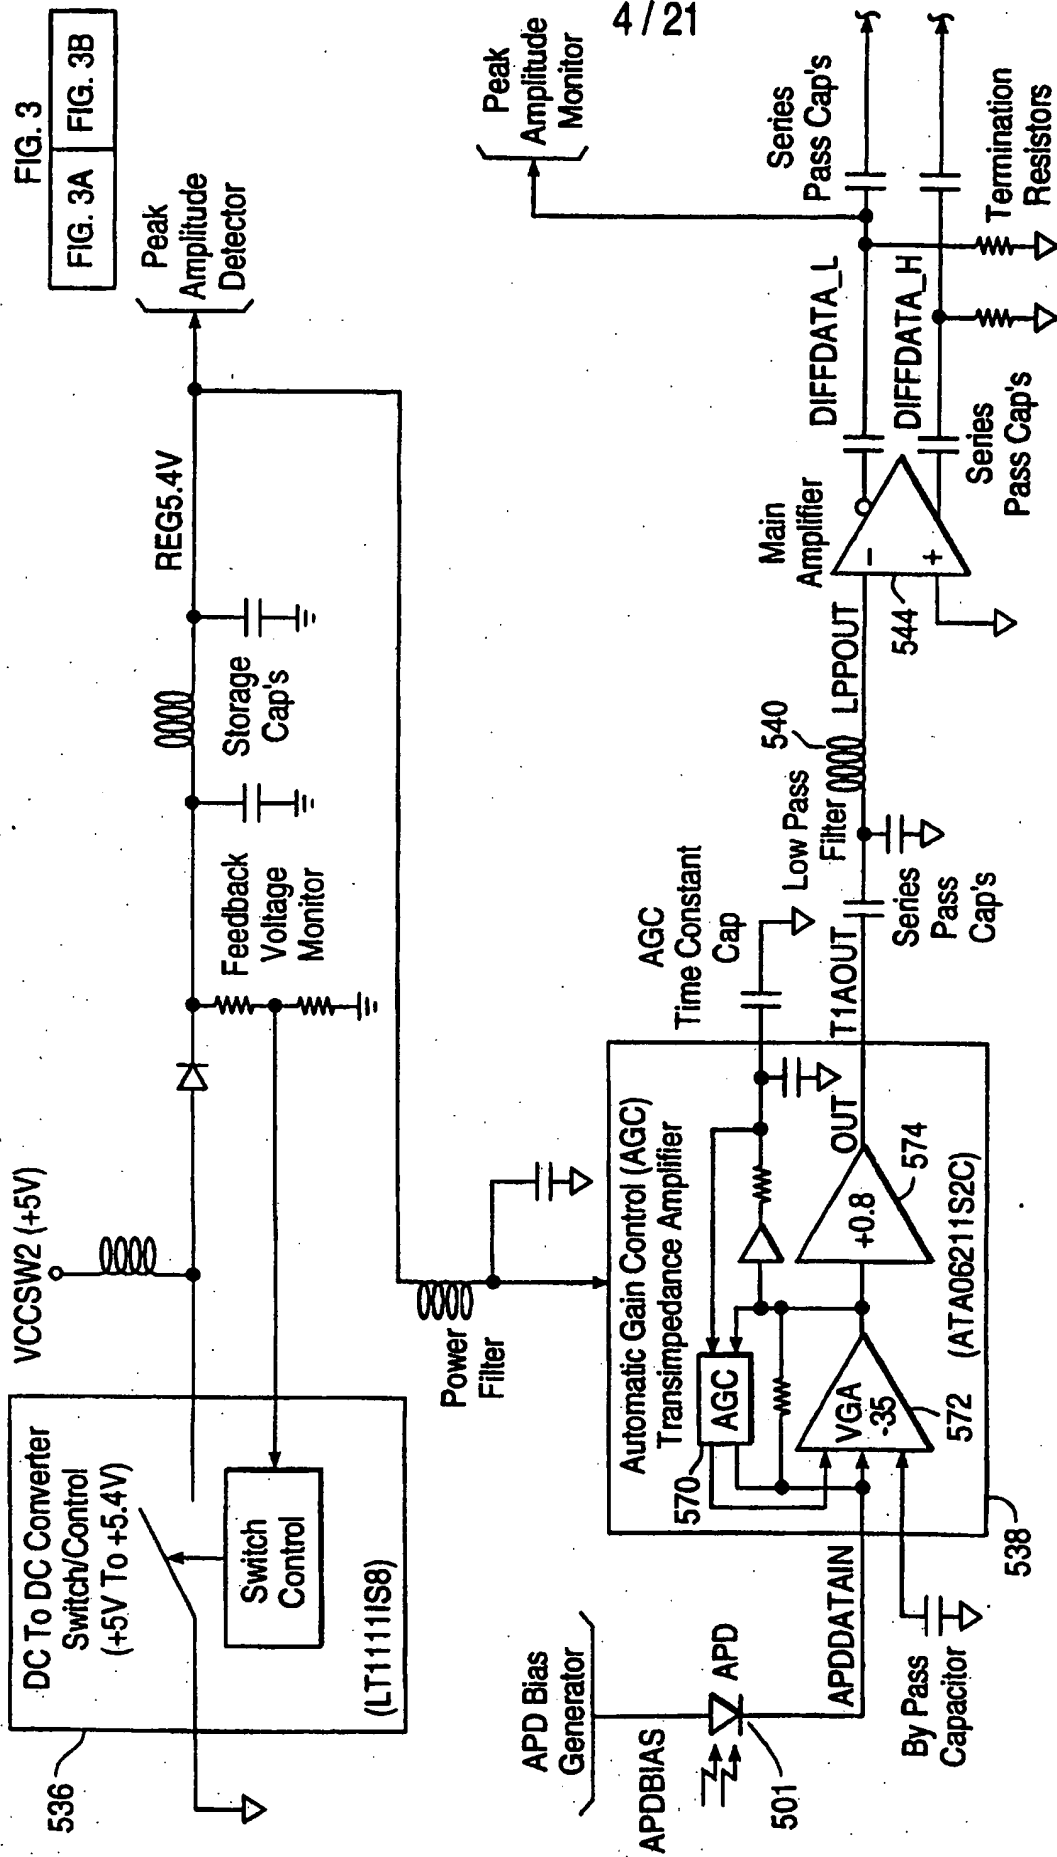 4/21
FIG. 3
FIG. 3A
FIG. 3B
DC To DC Converter
Switch/Control
(+5V To +5.4V)
Switch
Control
(LT1111IS8)
536
VCCSW2 (+5V)
Feedback
Voltage
Monitor
Storage
Cap's
REG5.4V
Peak
Amplitude
Detector
Power
Filter
APD Bias
Generator
APDBIAS
APD
501
APDDATAIN
By Pass
Capacitor
Automatic Gain Control (AGC)
Transimpedance Amplifier
AGC
570
VGA
-35
572
+0.8
574
OUT
(ATA06211S2C)
538
AGC
Time Constant
Cap
T1AOUT
Series
Pass
Cap's
Low Pass
Filter
540
LPPOUT
Main
Amplifier
-
+
544
DIFFDATA_L
DIFFDATA_H
Series
Pass Cap's
Peak
Amplitude
Monitor
Series
Pass Cap's
Termination
Resistors